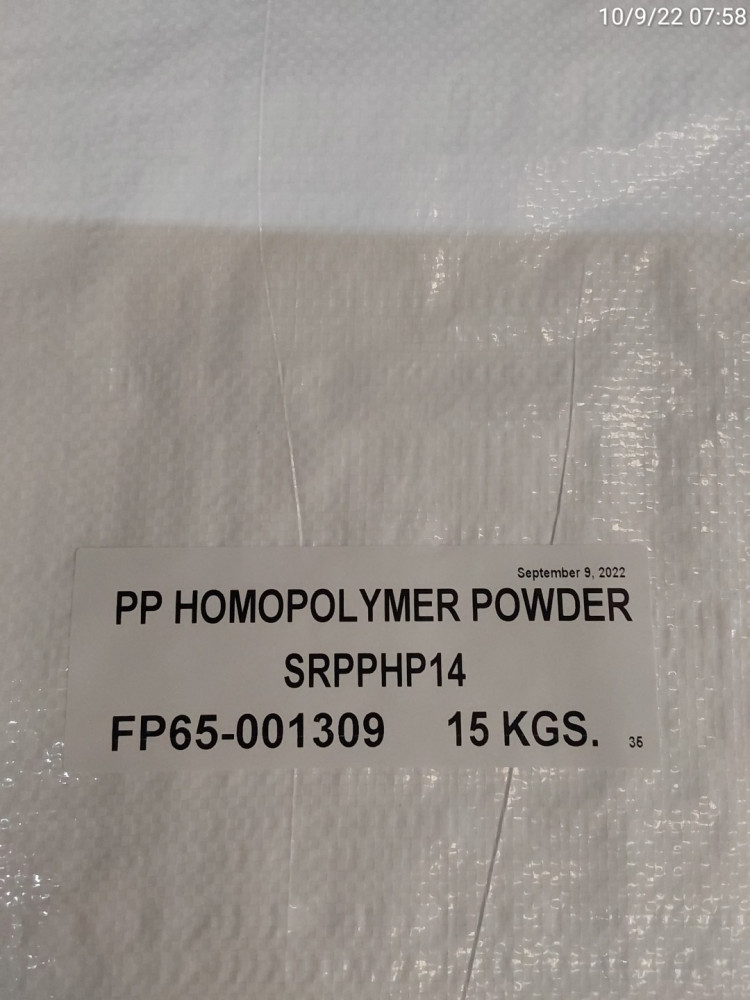 10/9/22 07:58
September 9, 2022
PP HOMOPOLYMER POWDER
SRPPHP14
FP65-001309 15 KGS. 36